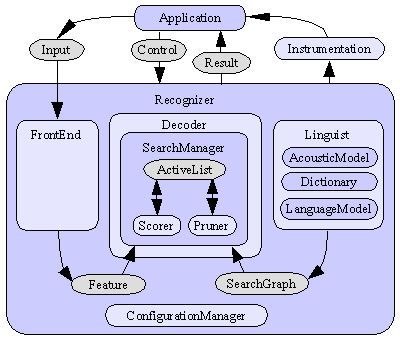 Application
Input
Control
Result
Instrumentation
Recognizer
FrontEnd
Decoder
SearchManager
ActiveList
Scorer
Pruner
Linguist
AcousticModel
Dictionary
LanguageModel
Feature
SearchGraph
ConfigurationManager